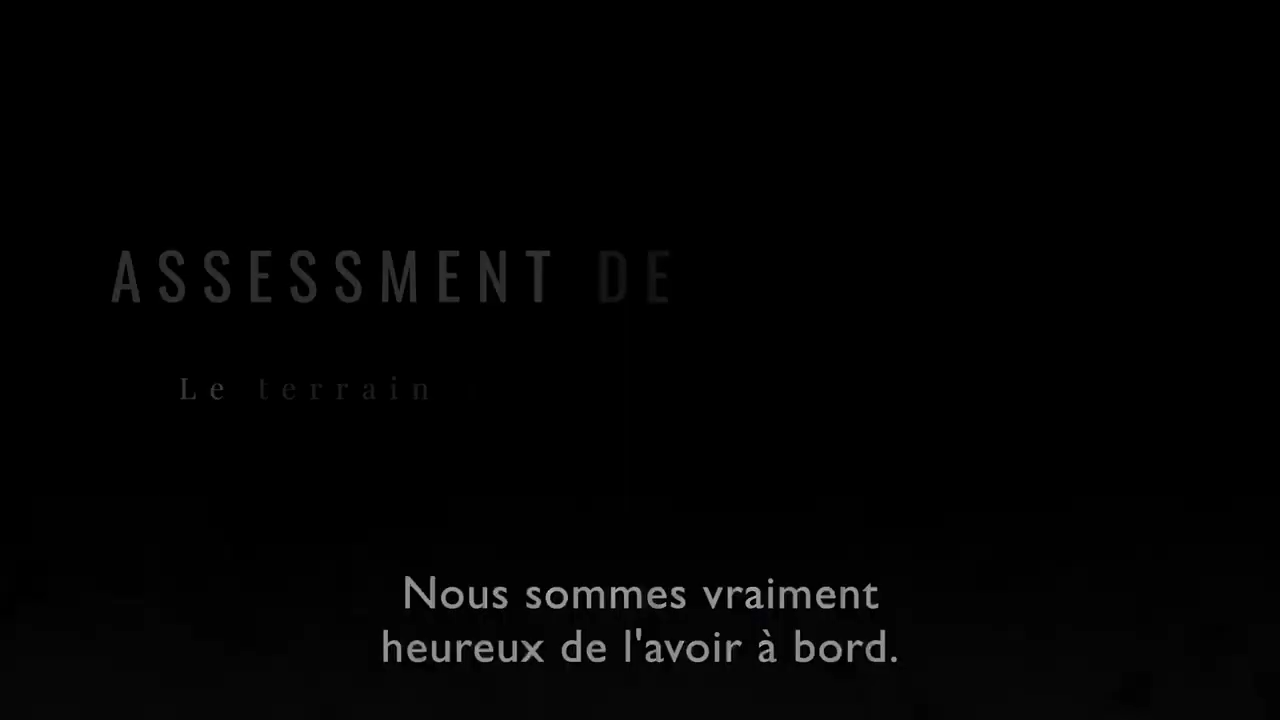 ASSESSMENT DE
Le terrain
Nous sommes vraiment
heureux de l'avoir à bord.